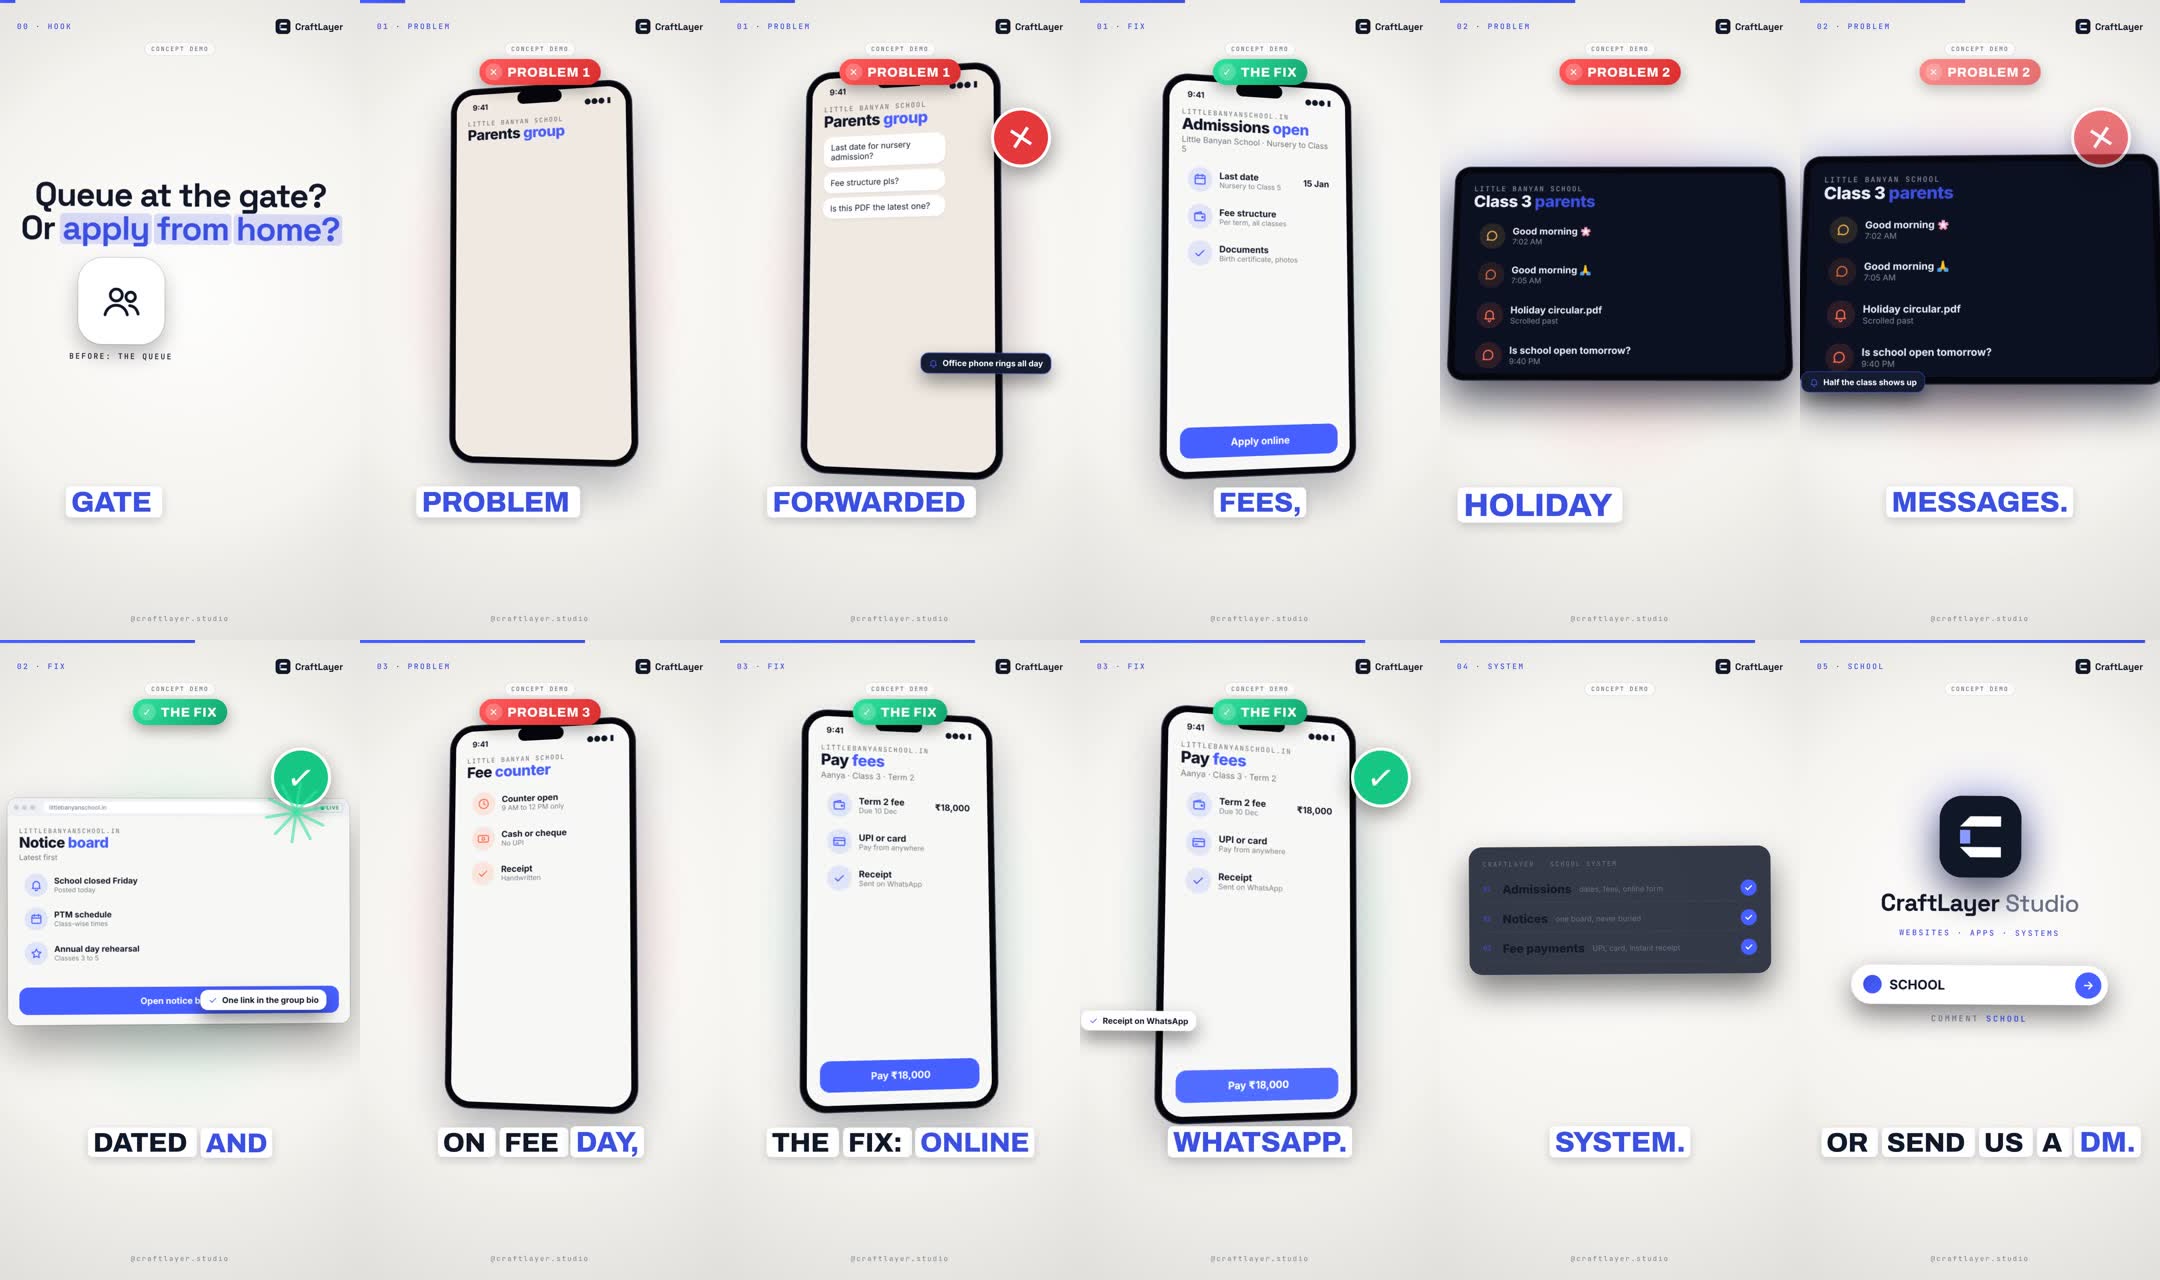 00 · HOOK
CraftLayer
CONCEPT DEMO
Queue at the gate?
Or apply from home?
BEFORE: THE QUEUE
GATE
@craftlayer.studio
01 · PROBLEM
CraftLayer
CONCEPT DEMO
PROBLEM 1
9:41
LITTLE BANYAN SCHOOL
Parents group
PROBLEM
@craftlayer.studio
01 · PROBLEM
CraftLayer
CONCEPT DEMO
PROBLEM 1
9:41
LITTLE BANYAN SCHOOL
Parents group
Last date for nursery
admission?
Fee structure pls?
Is this PDF the latest one?
Office phone rings all day
FORWARDED
@craftlayer.studio
01 · FIX
CraftLayer
CONCEPT DEMO
THE FIX
9:41
LITTLEBANYANSCHOOL.IN
Admissions open
Little Banyan School · Nursery to Class
5
Last date
Nursery to Class 5
15 Jan
Fee structure
Per term, all classes
Documents
Birth certificate, photos
Apply online
FEES,
@craftlayer.studio
02 · PROBLEM
CraftLayer
CONCEPT DEMO
PROBLEM 2
LITTLE BANYAN SCHOOL
Class 3 parents
Good morning 🌸
7:02 AM
Good morning 🙏
7:05 AM
Holiday circular.pdf
Scrolled past
Is school open tomorrow?
9:40 PM
HOLIDAY
@craftlayer.studio
02 · PROBLEM
CraftLayer
CONCEPT DEMO
PROBLEM 2
LITTLE BANYAN SCHOOL
Class 3 parents
Good morning 🌸
7:02 AM
Good morning 🙏
7:05 AM
Holiday circular.pdf
Scrolled past
Is school open tomorrow?
9:40 PM
Half the class shows up
MESSAGES.
@craftlayer.studio
02 · FIX
CraftLayer
CONCEPT DEMO
THE FIX
littlebanyanschool.in
LIVE
LITTLEBANYANSCHOOL.IN
Notice board
Latest first
School closed Friday
Posted today
PTM schedule
Class-wise times
Annual day rehearsal
Classes 3 to 5
Open notice b
One link in the group bio
DATED AND
@craftlayer.studio
03 · PROBLEM
CraftLayer
CONCEPT DEMO
PROBLEM 3
9:41
LITTLE BANYAN SCHOOL
Fee counter
Counter open
9 AM to 12 PM only
Cash or cheque
No UPI
Receipt
Handwritten
ON FEE DAY,
@craftlayer.studio
03 · FIX
CraftLayer
CONCEPT DEMO
THE FIX
9:41
LITTLEBANYANSCHOOL.IN
Pay fees
Aanya · Class 3 · Term 2
Term 2 fee
Due 10 Dec
₹18,000
UPI or card
Pay from anywhere
Receipt
Sent on WhatsApp
Pay ₹18,000
THE FIX: ONLINE
@craftlayer.studio
03 · FIX
CraftLayer
CONCEPT DEMO
THE FIX
9:41
LITTLEBANYANSCHOOL.IN
Pay fees
Aanya · Class 3 · Term 2
Term 2 fee
Due 10 Dec
₹18,000
UPI or card
Pay from anywhere
Receipt
Sent on WhatsApp
Receipt on WhatsApp
Pay ₹18,000
WHATSAPP.
@craftlayer.studio
04 · SYSTEM
CraftLayer
CONCEPT DEMO
CRAFTLAYER SCHOOL SYSTEM
01 Admissions dates, fees, online form
02 Notices one board, never buried
03 Fee payments UPI, card, instant receipt
SYSTEM.
@craftlayer.studio
05 · SCHOOL
CraftLayer
CONCEPT DEMO
CraftLayer Studio
WEBSITES · APPS · SYSTEMS
SCHOOL
COMMENT SCHOOL
OR SEND US A DM.
@craftlayer.studio